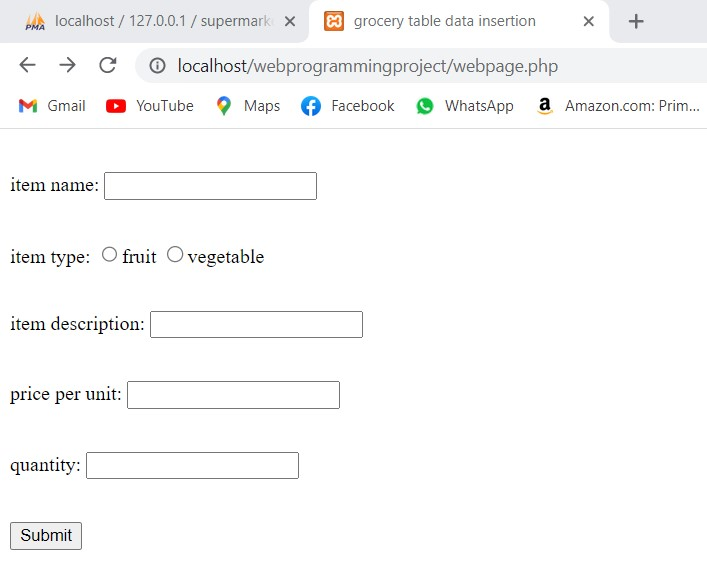 PMA localhost / 127.0.0.1 / supermark grocery table data insertion
localhost/webprogrammingproject/webpage.php
Gmail YouTube Maps Facebook WhatsApp Amazon.com: Prim...
item name:
item type: fruit vegetable
item description:
price per unit:
quantity:
Submit